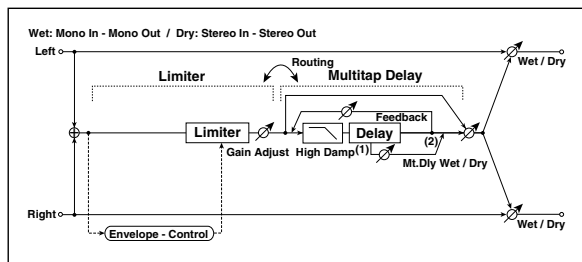 Wet: Mono In - Mono Out / Dry: Stereo In - Stereo Out
Left
Wet / Dry
Routing
Limiter
Multitap Delay
Feedback
Limiter
Delay
Gain Adjust
High Damp
(1)
(2)
Mt.Dly Wet / Dry
Right
Wet / Dry
Envelope - Control